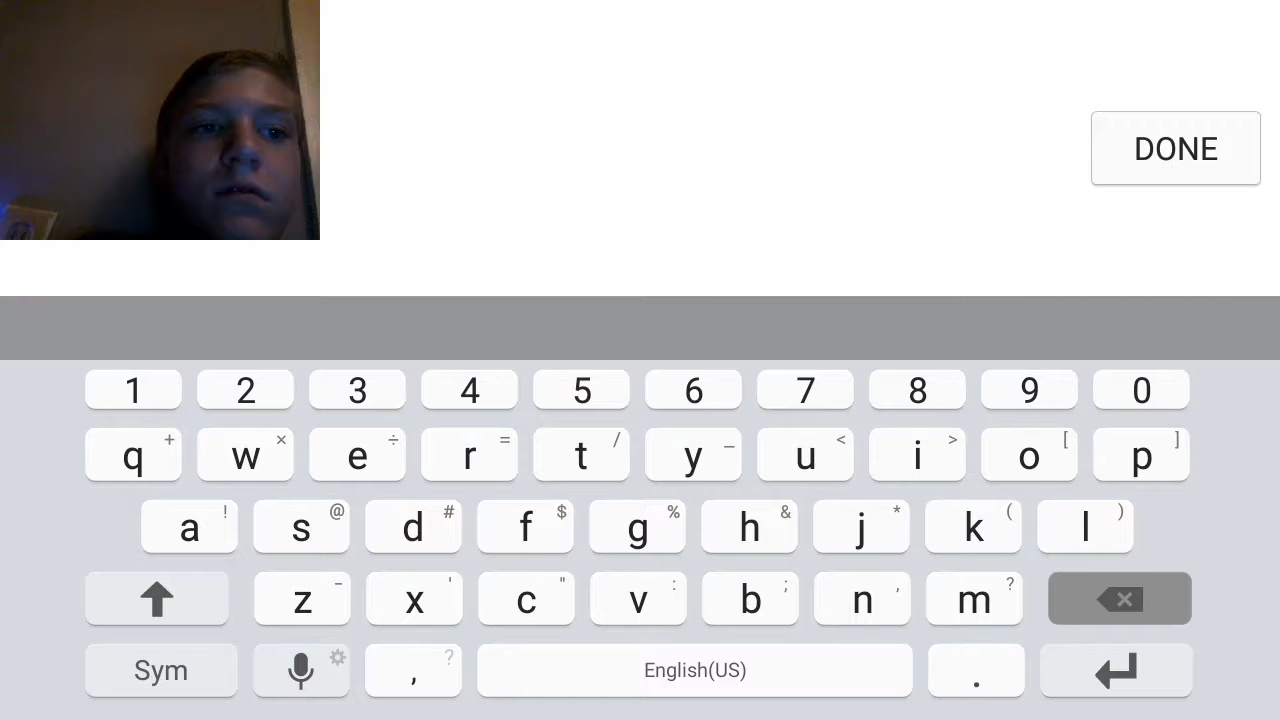 DONE
1 2 3 4 5 6 7 8 9 0
q + w × e ÷ r = t / y _ u < i > o [ p ]
a ! s @ d # f $ g % h & j * k ( l )
z - x ' c " v : b ; n , m ?
Sym , ? English(US) .